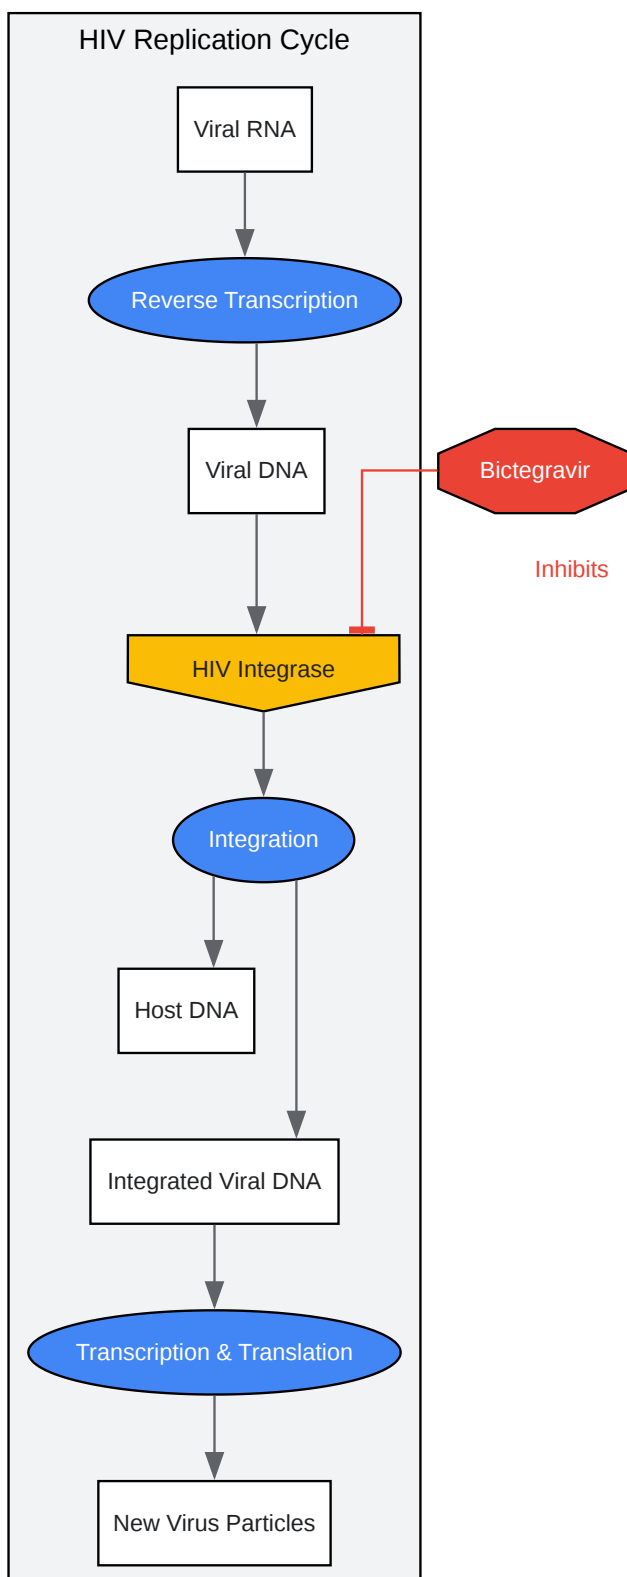 HIV Replication Cycle
Viral RNA
Reverse Transcription
Viral DNA
Bictegravir
Inhibits
HIV Integrase
Integration
Host DNA
Integrated Viral DNA
Transcription & Translation
New Virus Particles